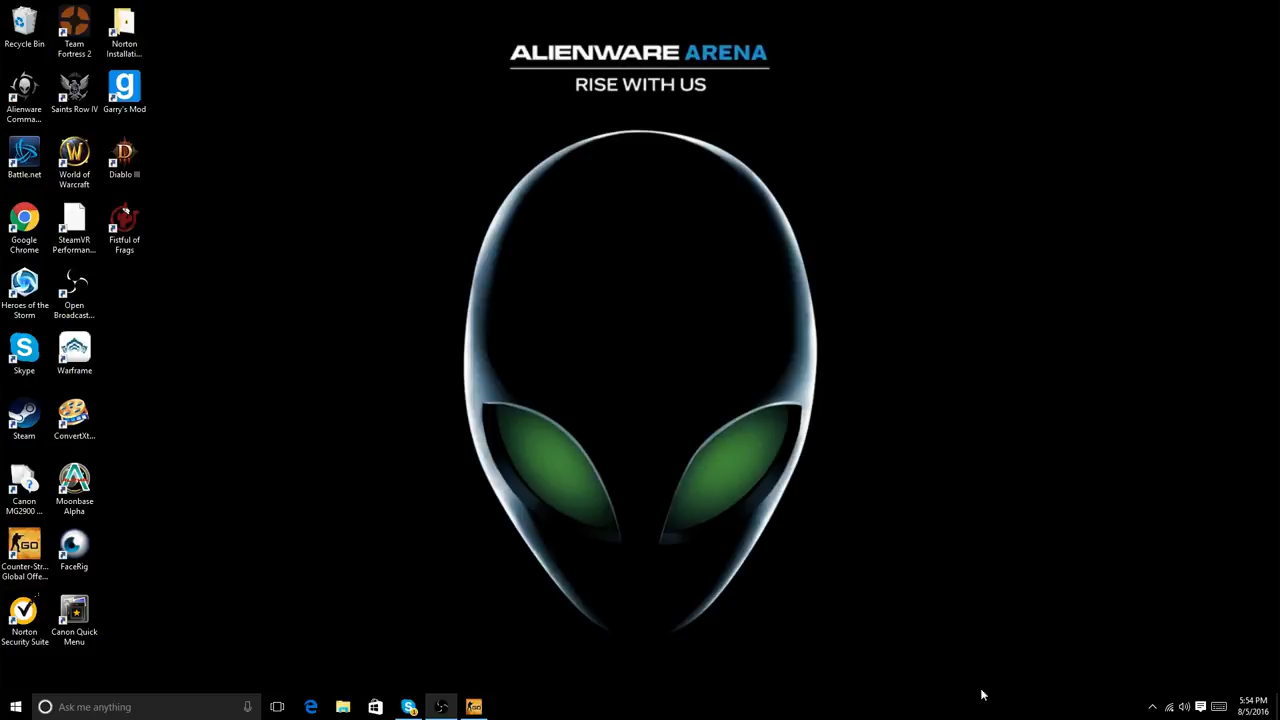 ALIENWARE ARENA
RISE WITH US
Recycle Bin
Team
Fortress 2
Norton
Installati...
Alienware
Comma...
Saints Row IV
Garry's Mod
Battle.net
World of
Warcraft
Diablo III
Google
Chrome
SteamVR
Performan...
Fistful of
Frags
Heroes of the
Storm
Open
Broadcast...
Skype
Warframe
Steam
ConvertXt...
Canon
MG2900 ...
Moonbase
Alpha
Counter-Str...
Global Offe...
FaceRig
Norton
Security Suite
Canon Quick
Menu
Ask me anything
5:54 PM
8/5/2016